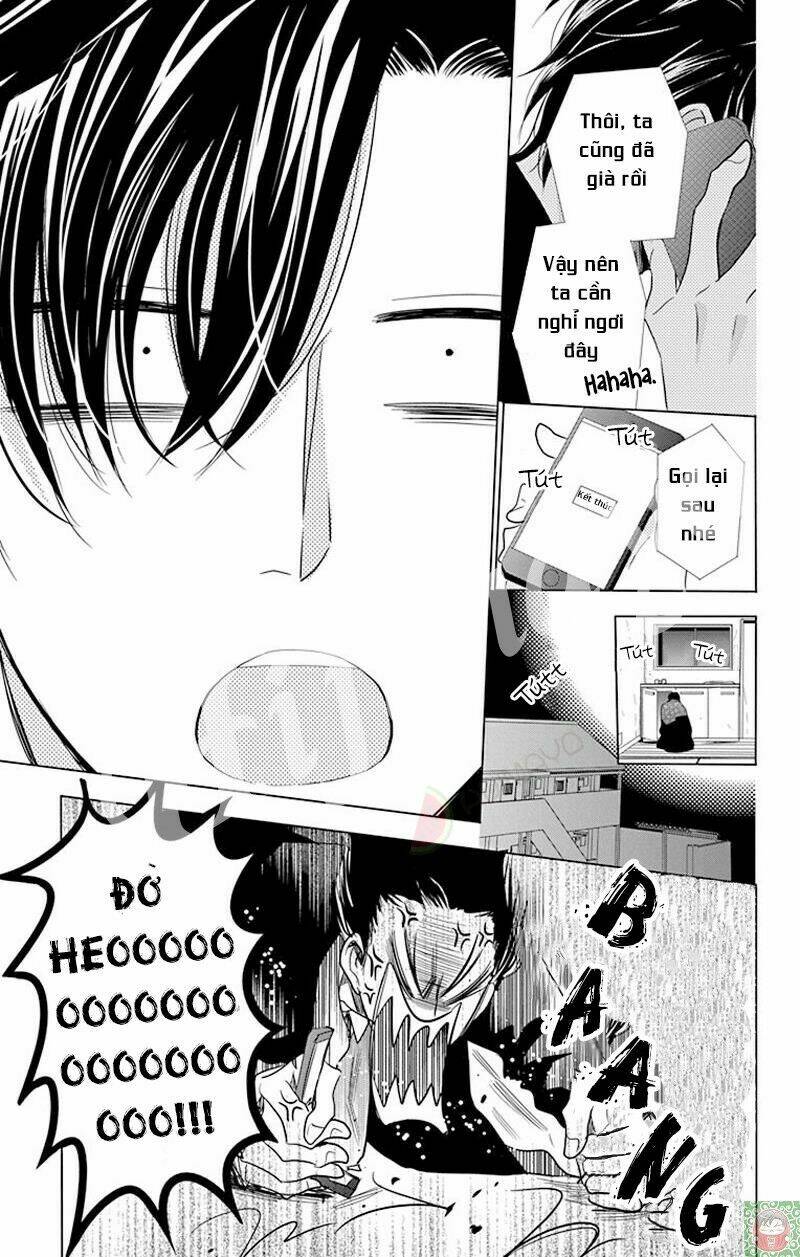 Thôi, ta
cũng đã
già rồi
Vậy nên
ta cần
nghỉ ngơi
đây
Hahaha.
Tút
Tút
Kết thúc
Gọi lại
sau
nhé
Tút
Tút
Tútt
BAAANG
ĐỜ
HEOOOOO
OOOOOOO
OOOOOOO
OOO!!!